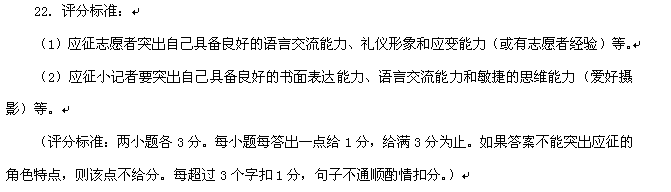 22. 评分标准：
（1）应征志愿者突出自己具备良好的语言交流能力、礼仪形象和应变能力（或有志愿者经验）等。
（2）应征小记者要突出自己具备良好的书面表达能力、语言交流能力和敏捷的思维能力（爱好摄
影）等。
（评分标准：两小题各 3 分。每小题每答出一点给 1 分，给满 3 分为止。如果答案不能突出应征的
角色特点，则该点不给分。每超过 3 个字扣 1 分，句子不通顺酌情扣分。）